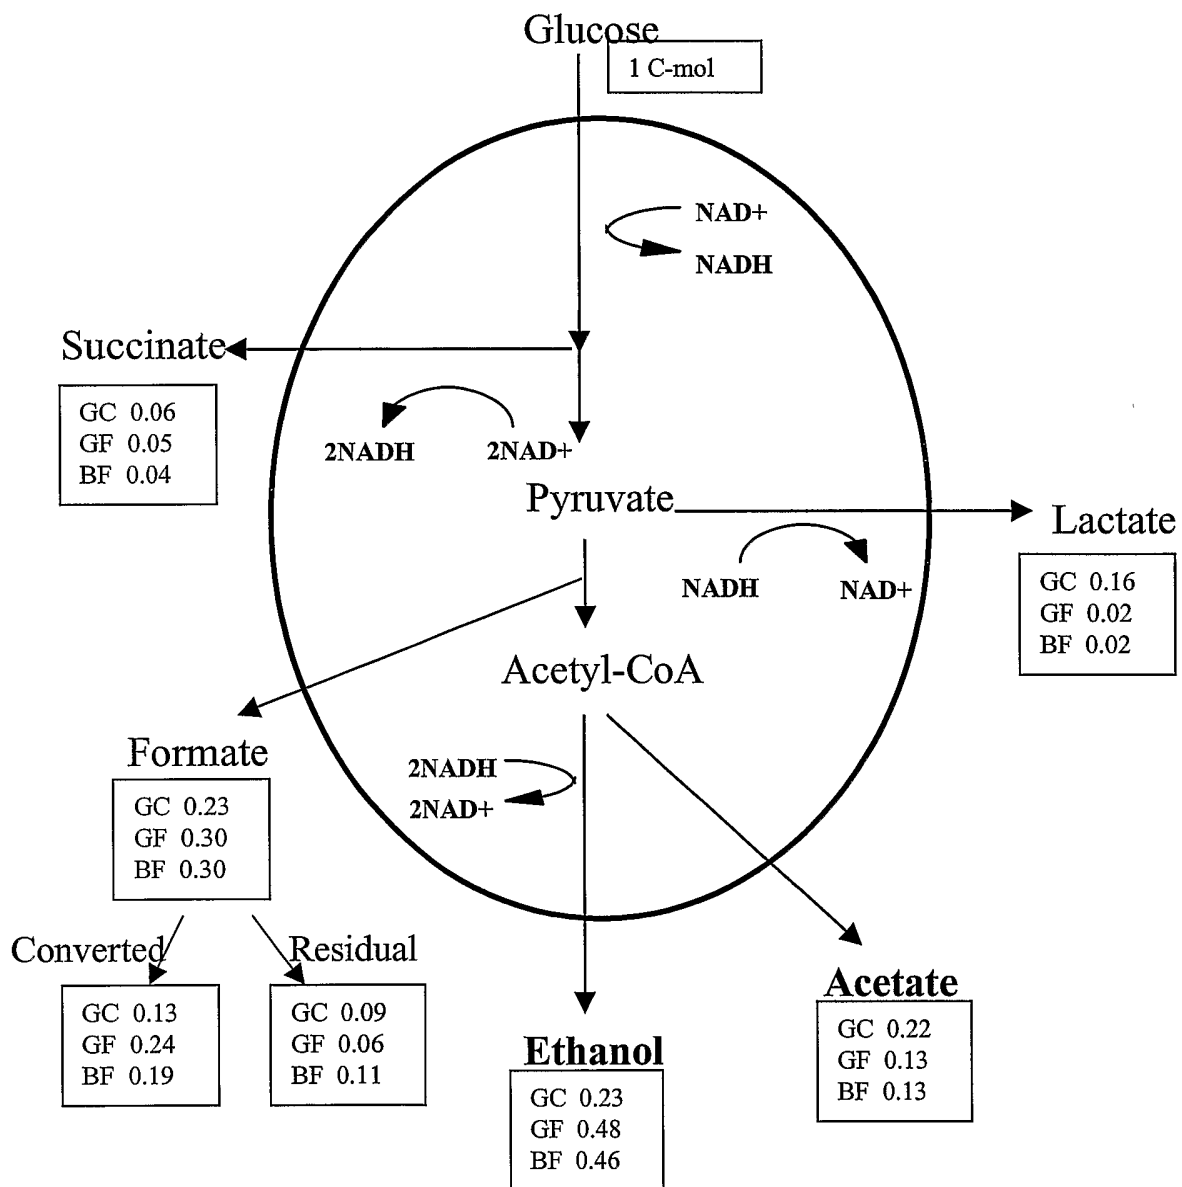 Glucose
1 C-mol
NAD+
NADH
Succinate
GC 0.06
GF 0.05
BF 0.04
2NADH
2NAD+
Pyruvate
Lactate
GC 0.16
GF 0.02
BF 0.02
NADH
NAD+
Acetyl-CoA
Formate
GC 0.23
GF 0.30
BF 0.30
2NADH
2NAD+
Converted
GC 0.13
GF 0.24
BF 0.19
Residual
GC 0.09
GF 0.06
BF 0.11
Ethanol
GC 0.23
GF 0.48
BF 0.46
Acetate
GC 0.22
GF 0.13
BF 0.13